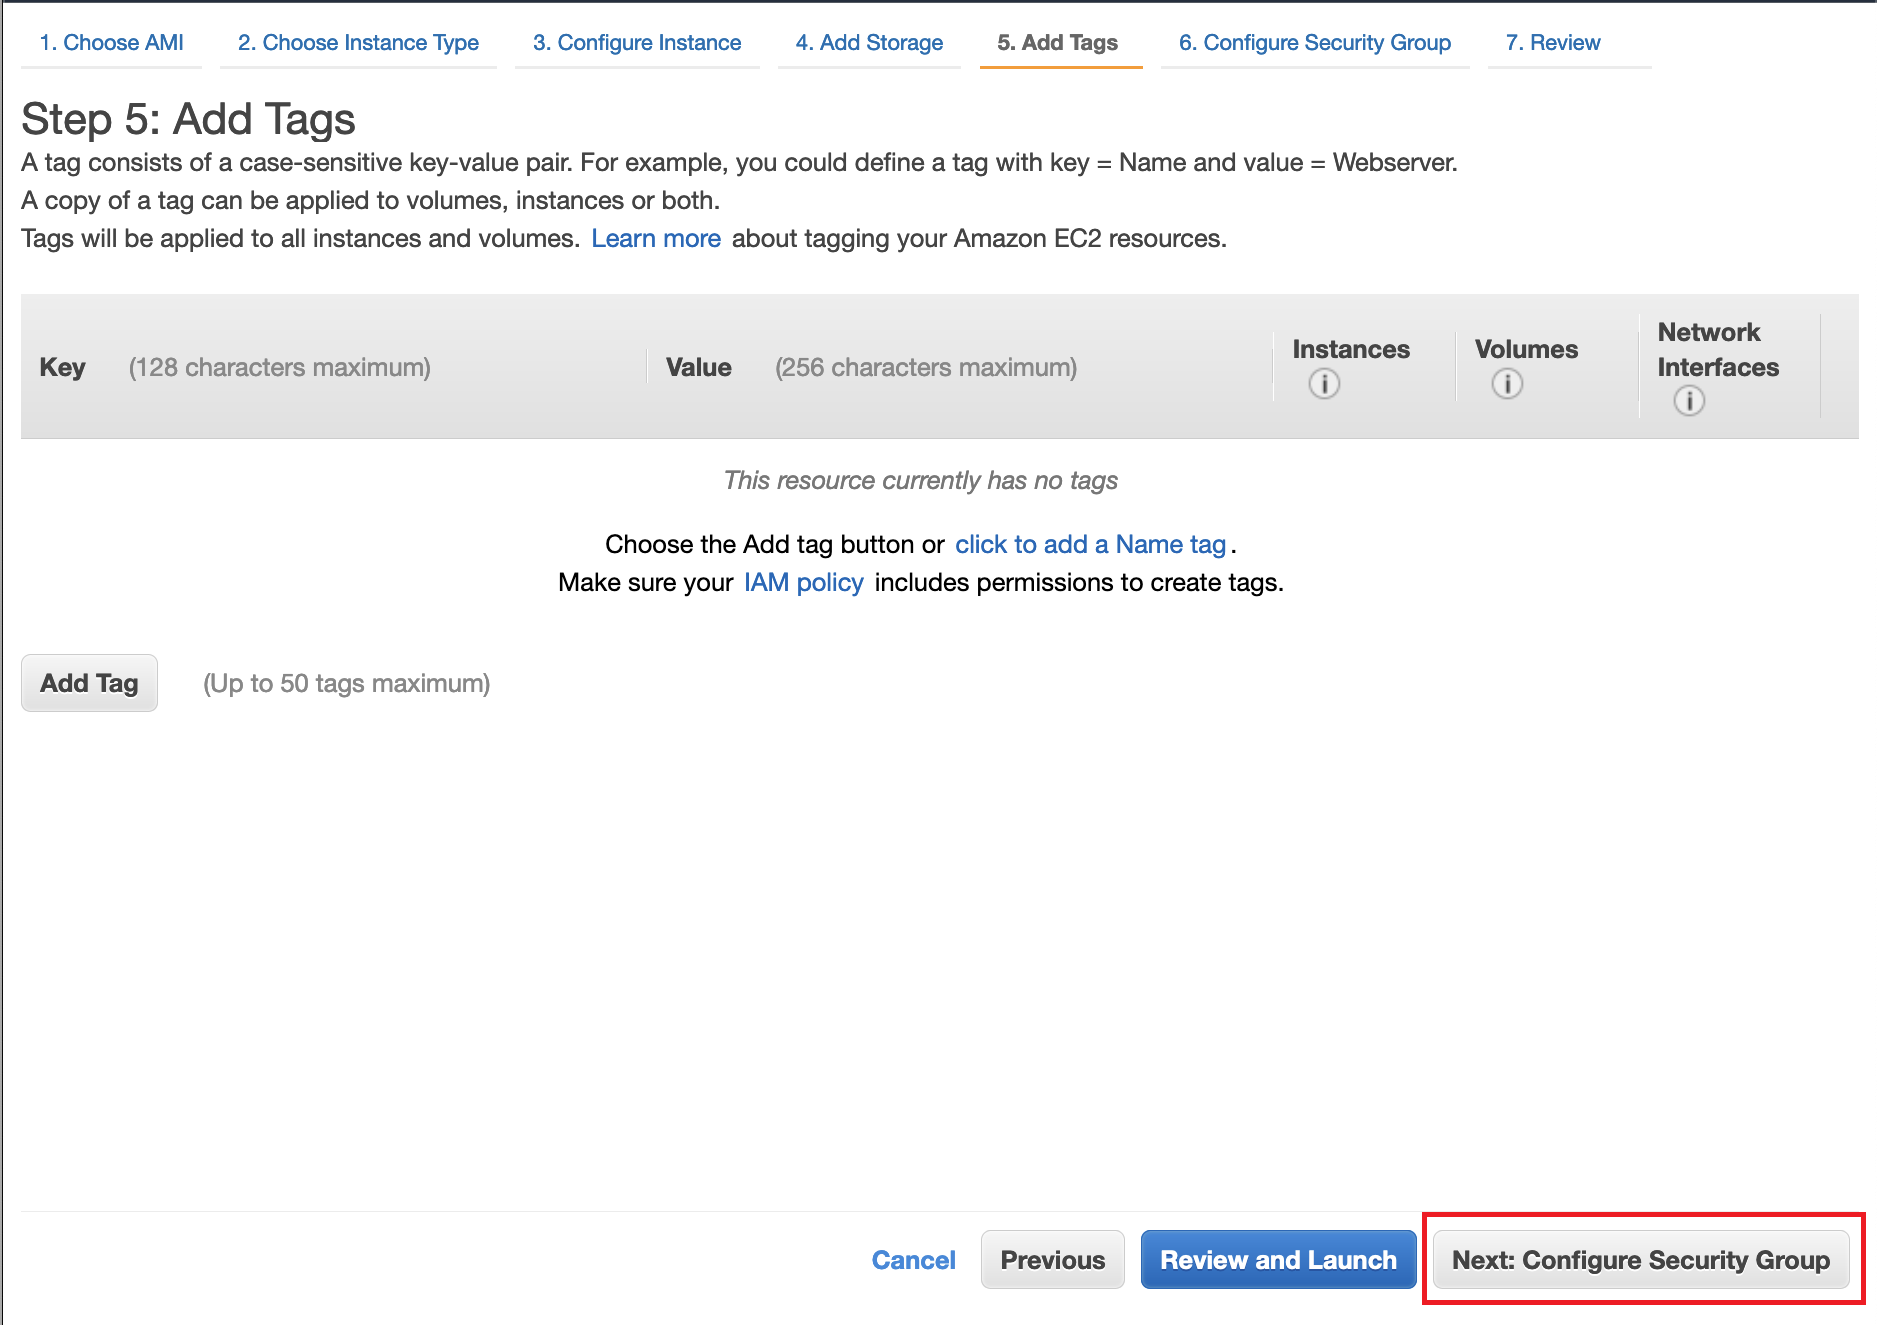 1. Choose AMI 2. Choose Instance Type 3. Configure Instance 4. Add Storage 5. Add Tags 6. Configure Security Group 7. Review
Step 5: Add Tags
A tag consists of a case-sensitive key-value pair. For example, you could define a tag with key = Name and value = Webserver.
A copy of a tag can be applied to volumes, instances or both.
Tags will be applied to all instances and volumes. Learn more about tagging your Amazon EC2 resources.
Key (128 characters maximum) Value (256 characters maximum) Instances Volumes Network
Interfaces
This resource currently has no tags
Choose the Add tag button or click to add a Name tag.
Make sure your IAM policy includes permissions to create tags.
Add Tag (Up to 50 tags maximum)
Cancel Previous Review and Launch Next: Configure Security Group